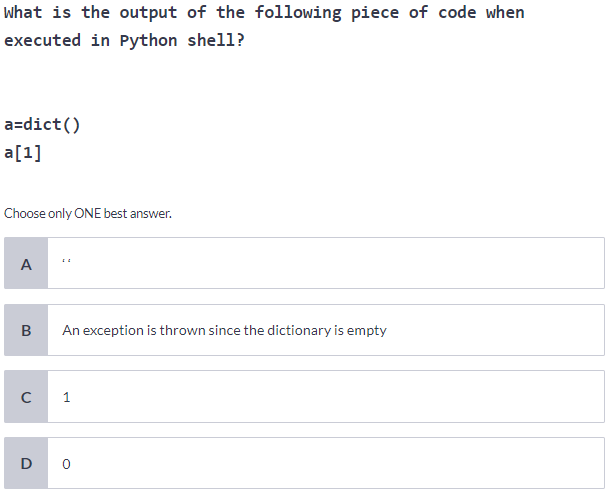 What is the output of the following piece of code when
executed in Python shell?
a=dict()
a[1]
Choose only ONE best answer.
A
‘ ‘
B
An exception is thrown since the dictionary is empty
C
1
D
0